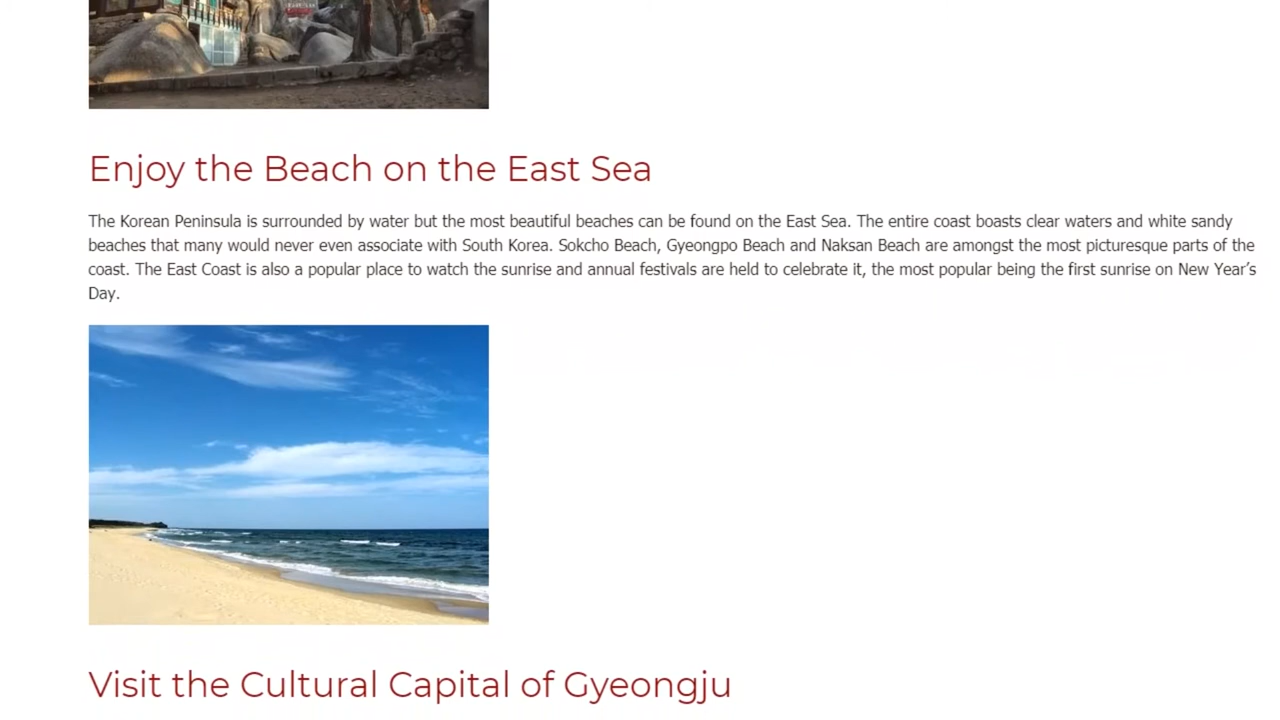 Enjoy the Beach on the East Sea
The Korean Peninsula is surrounded by water but the most beautiful beaches can be found on the East Sea. The entire coast boasts clear waters and white sandy
beaches that many would never even associate with South Korea. Sokcho Beach, Gyeongpo Beach and Naksan Beach are amongst the most picturesque parts of the
coast. The East Coast is also a popular place to watch the sunrise and annual festivals are held to celebrate it, the most popular being the first sunrise on New Year’s
Day.
Visit the Cultural Capital of Gyeongju